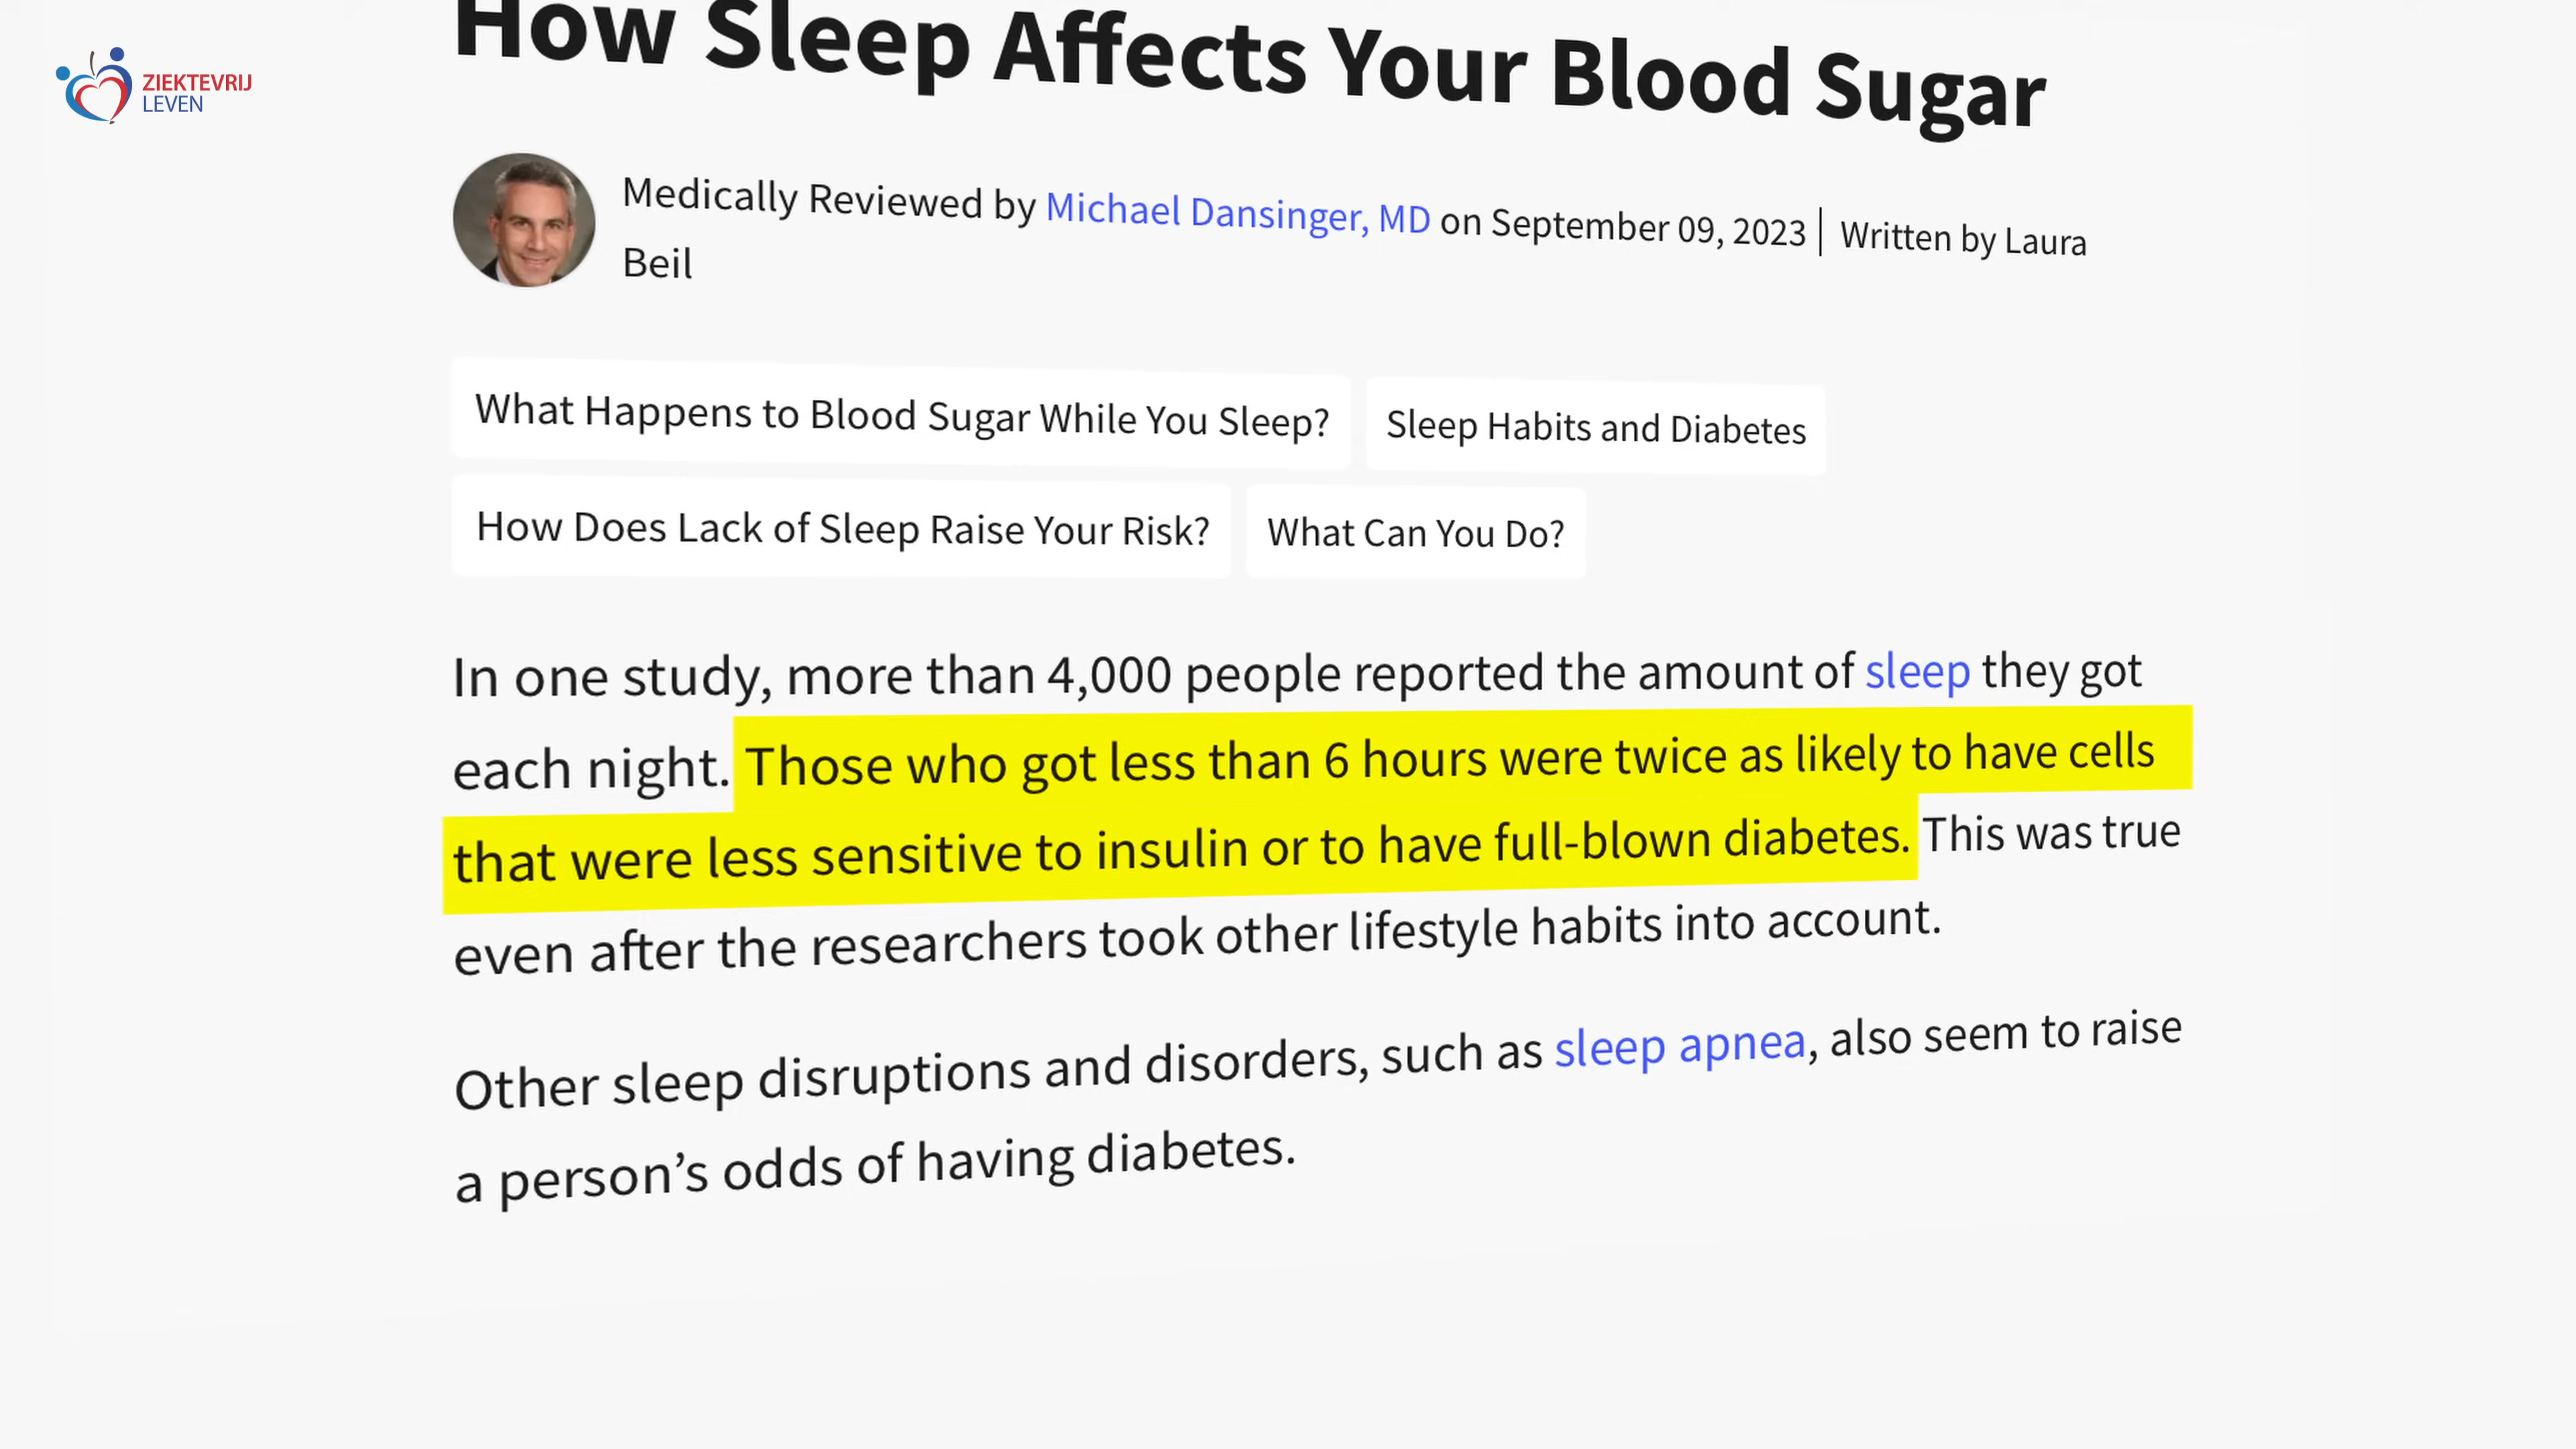 How Sleep Affects Your Blood Sugar
ZIEKTEVRIJ
LEVEN
Medically Reviewed by Michael Dansinger, MD on September 09, 2023 | Written by Laura
Beil
What Happens to Blood Sugar While You Sleep?
Sleep Habits and Diabetes
How Does Lack of Sleep Raise Your Risk?
What Can You Do?
In one study, more than 4,000 people reported the amount of sleep they got
each night. Those who got less than 6 hours were twice as likely to have cells
that were less sensitive to insulin or to have full-blown diabetes. This was true
even after the researchers took other lifestyle habits into account.
Other sleep disruptions and disorders, such as sleep apnea, also seem to raise
a person’s odds of having diabetes.